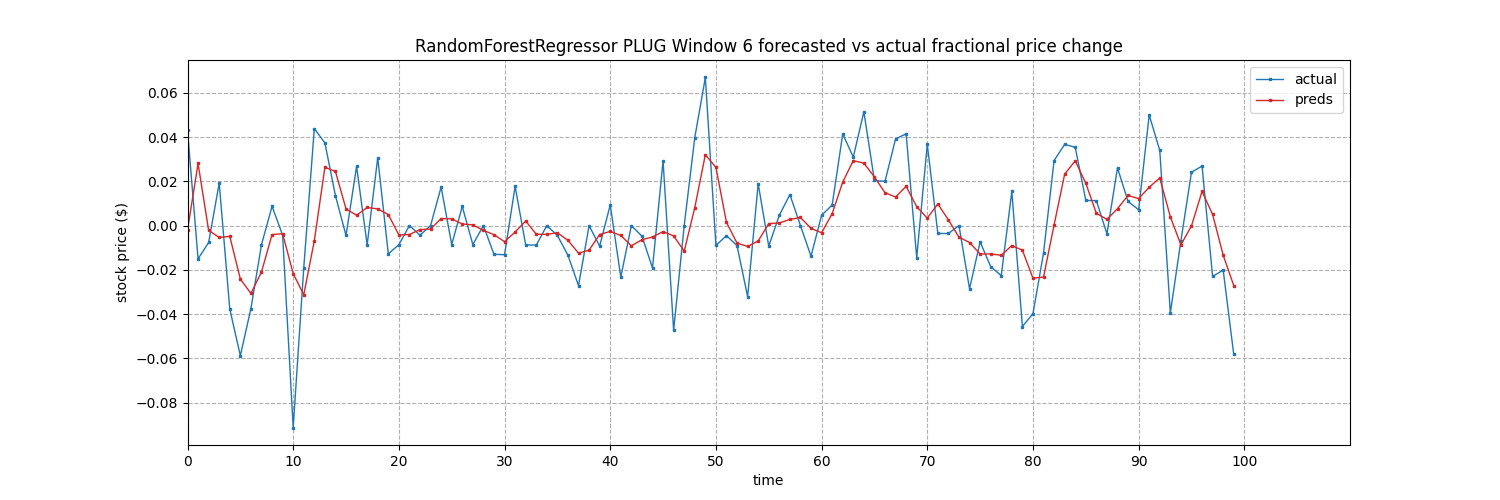 RandomForestRegressor PLUG Window 6 forecasted vs actual fractional price change
actual
preds
stock price ($)
0.06
0.04
0.02
0.00
−0.02
−0.04
−0.06
−0.08
0 10 20 30 40 50 60 70 80 90 100
time